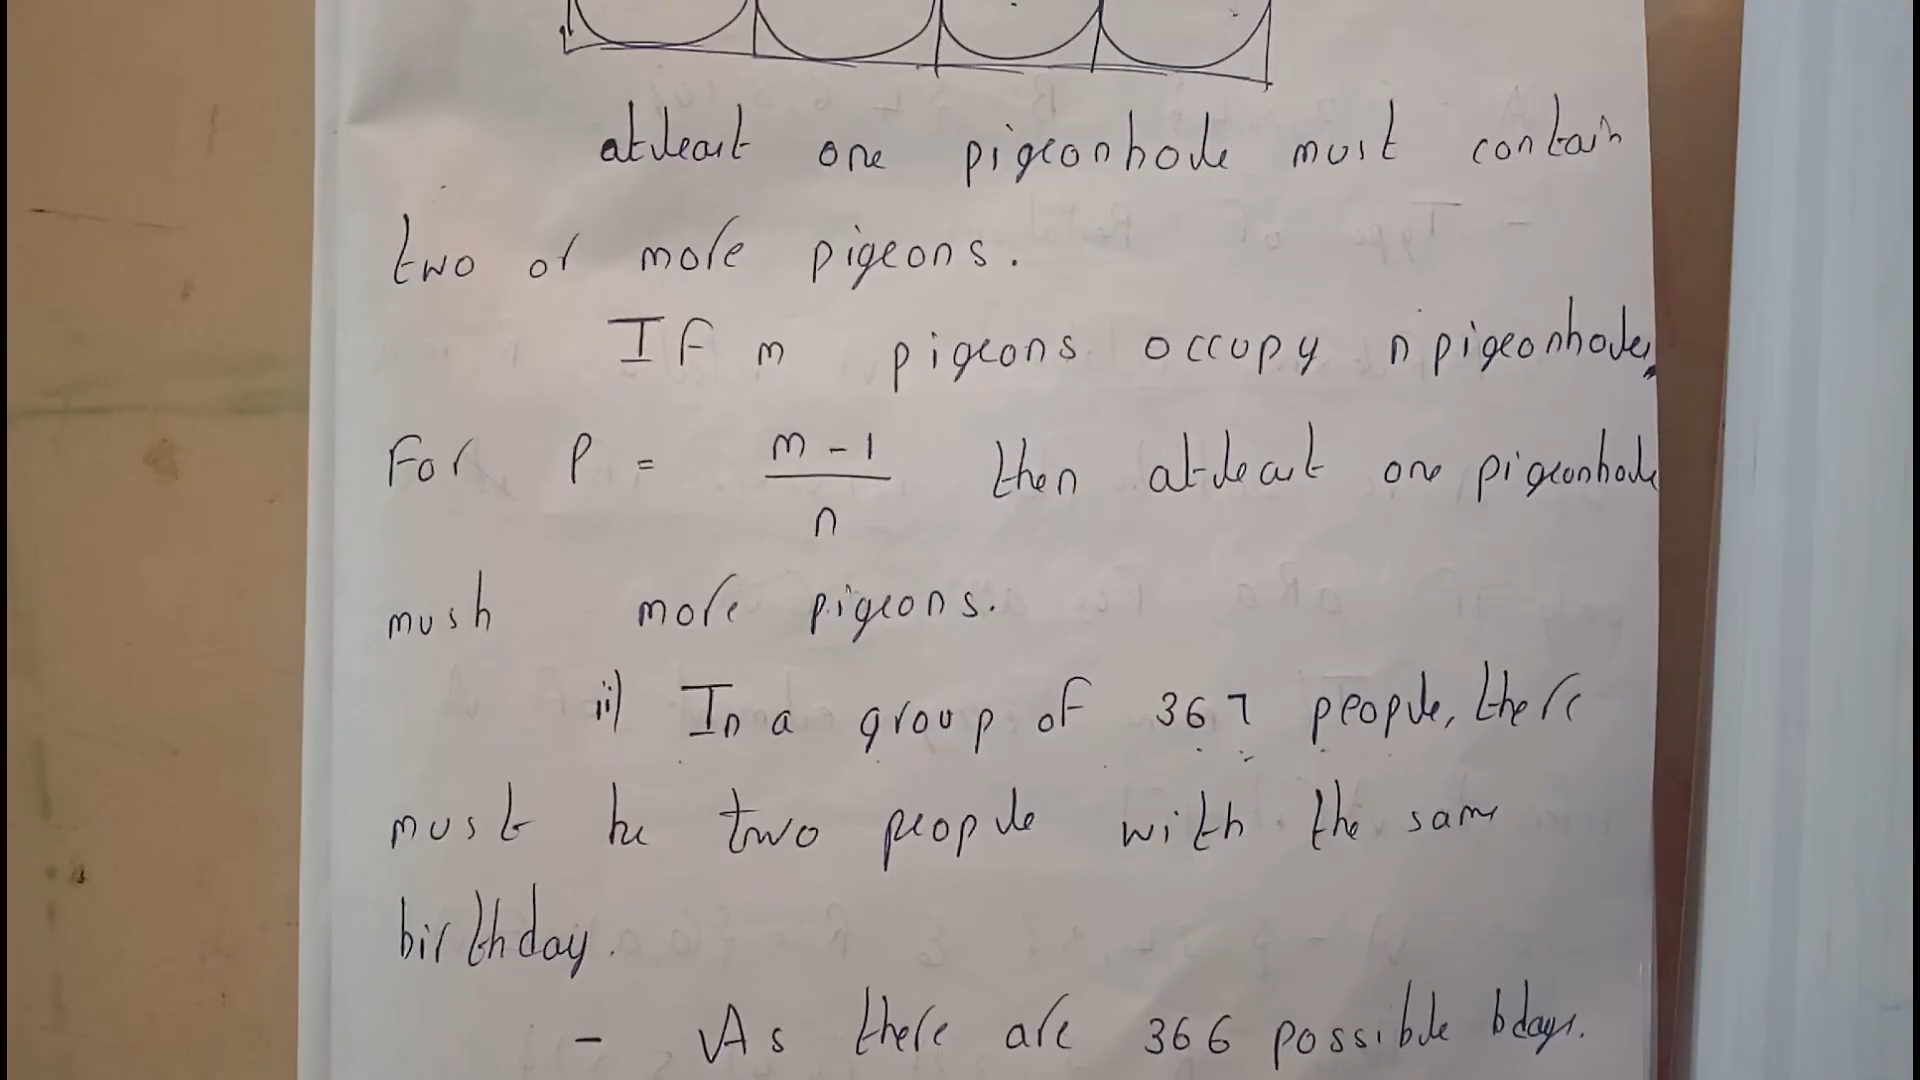 atleast one pigeonhole must contain
two or more pigeons.
If m pigeons occupy n pigeonholes,
For P = m - 1 / n then atleast one pigeonhole
mush more pigeons.
ii) In a group of 367 people, there
must be two people with the same
birthday.
- As there are 366 possible bdays.